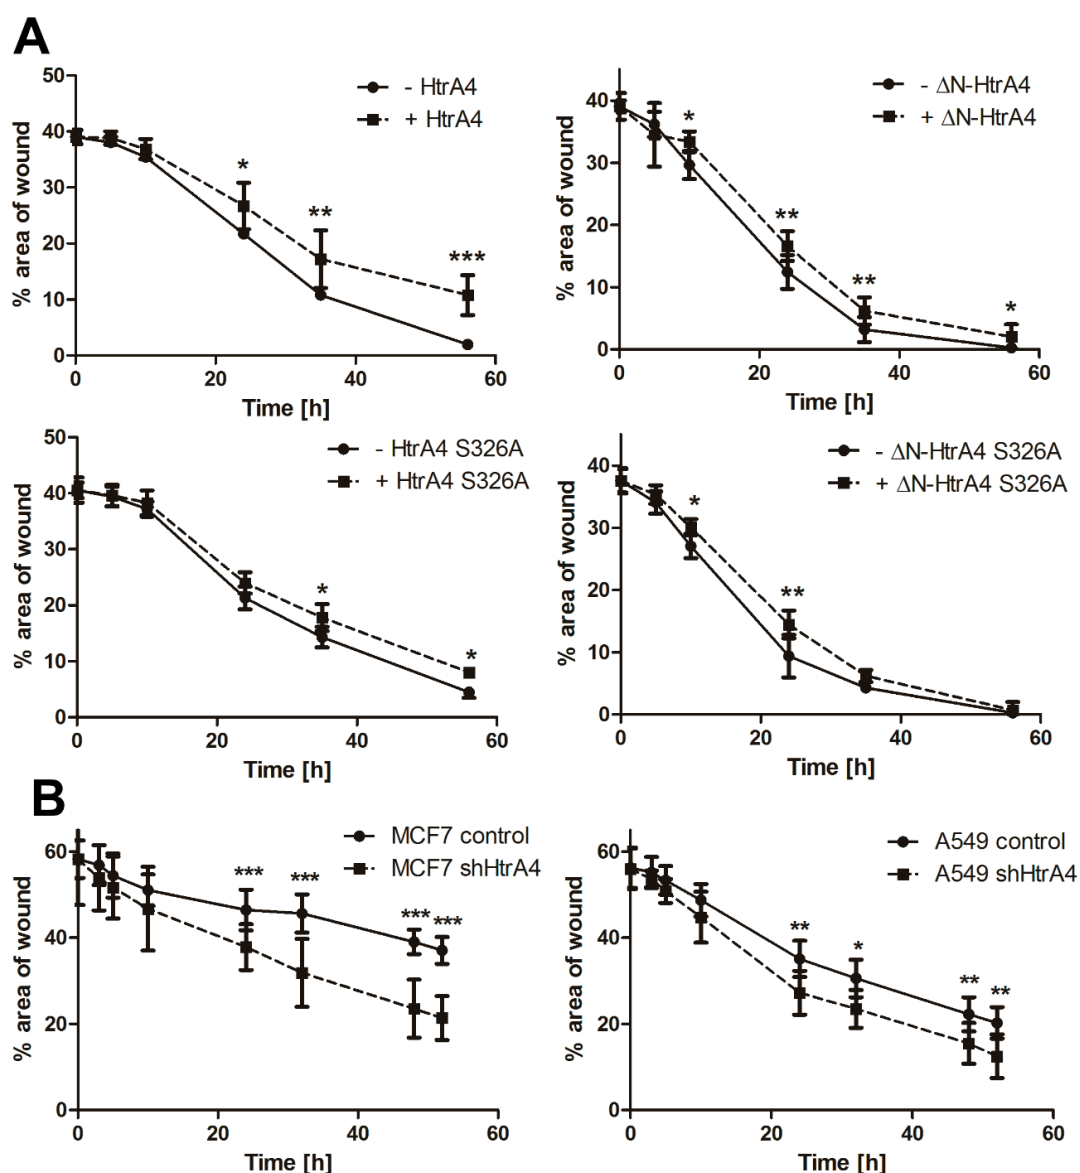 A
50
40
30
20
10
0
% area of wound
- HtrA4
+ HtrA4
*
**
***
0 20 40 60
Time [h]
40
30
20
10
0
% area of wound
- ΔN-HtrA4
+ ΔN-HtrA4
*
**
**
*
0 20 40 60
Time [h]
50
40
30
20
10
0
% area of wound
- HtrA4 S326A
+ HtrA4 S326A
*
*
0 20 40 60
Time [h]
40
30
20
10
0
% area of wound
- ΔN-HtrA4 S326A
+ ΔN-HtrA4 S326A
*
**
0 20 40 60
Time [h]
B
60
40
20
0
% area of wound
MCF7 control
MCF7 shHtrA4
*** *** *** ***
0 20 40 60
Time [h]
60
40
20
0
% area of wound
A549 control
A549 shHtrA4
** * ** **
0 20 40 60
Time [h]